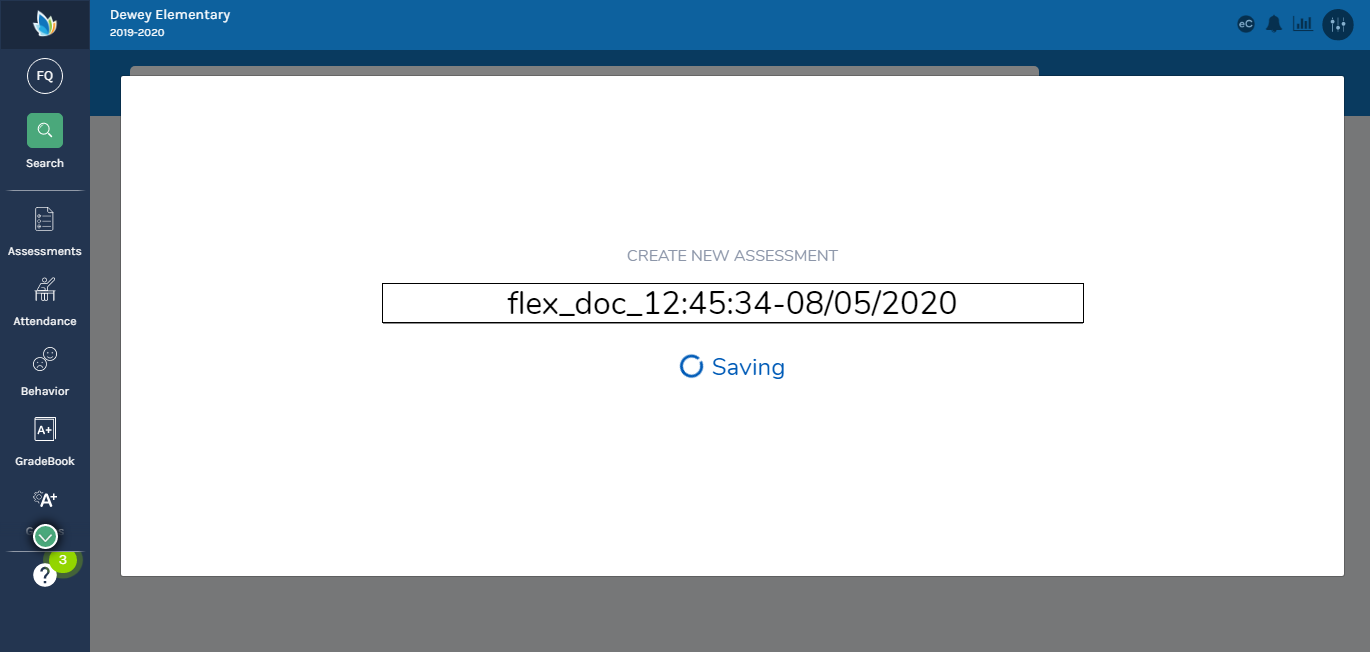 Dewey Elementary
2019-2020
eC
FQ
Search
Assessments
Attendance
Behavior
A+
GradeBook
A+
3
?
CREATE NEW ASSESSMENT
flex_doc_12:45:34-08/05/2020
Saving